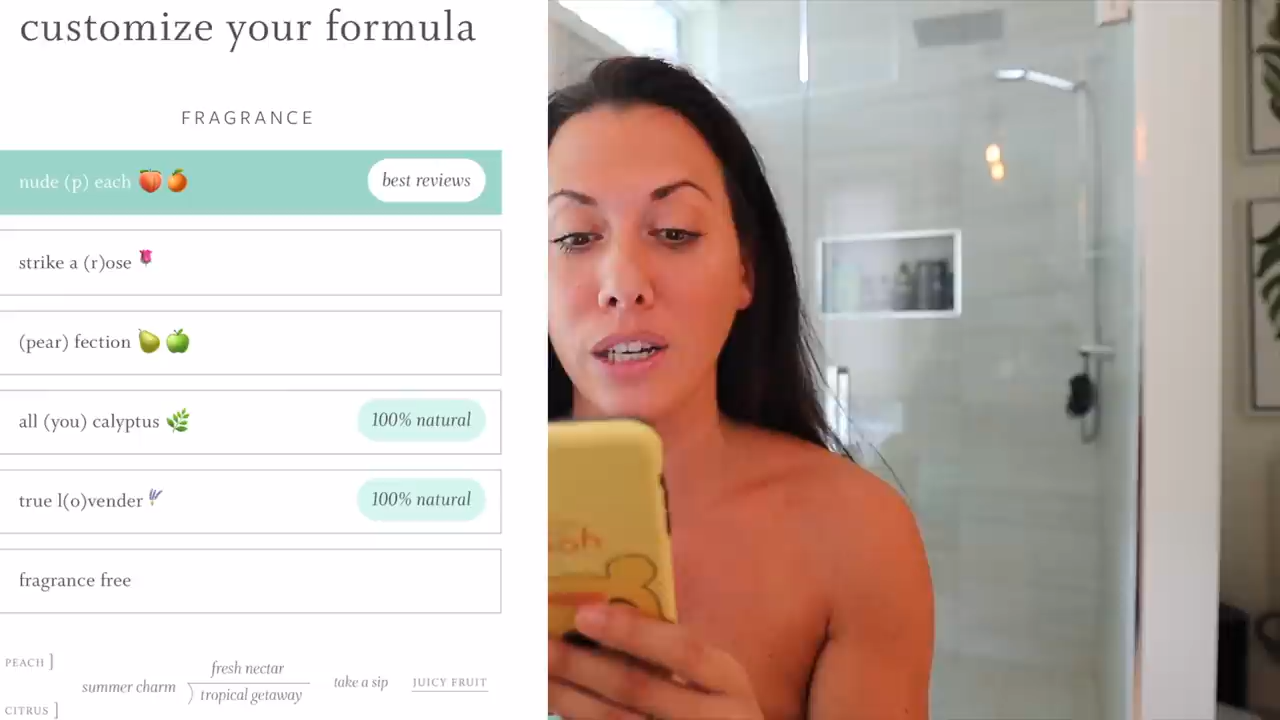 customize your formula
FRAGRANCE
nude (p) each 🍑🍊 best reviews
strike a (r)ose 🌹
(pear) fection 🍐🍏
all (you) calyptus 🌿 100% natural
true l(o)vender 100% natural
fragrance free
PEACH ]
CITRUS ]
summer charm
fresh nectar
tropical getaway
take a sip
JUICY FRUIT